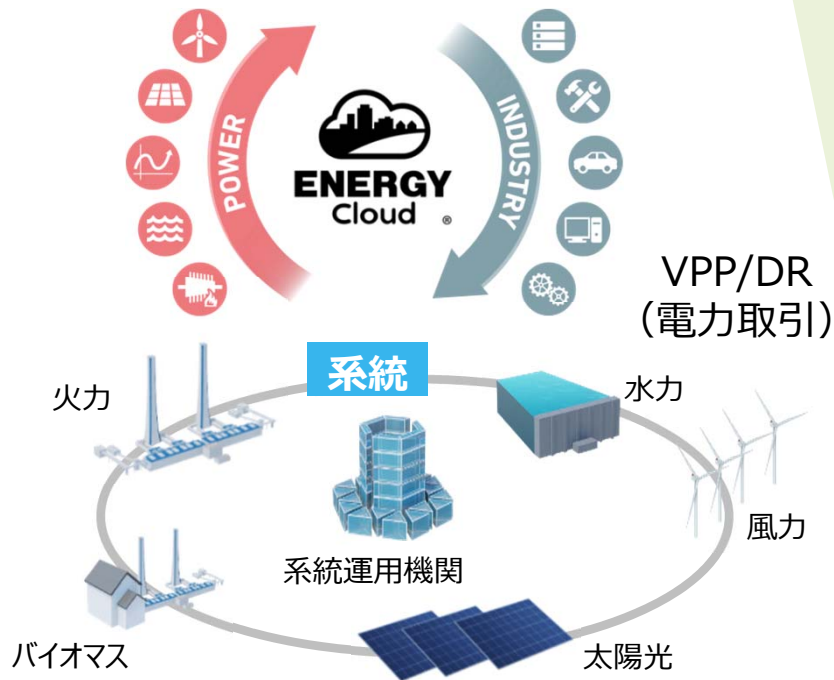 POWER
INDUSTRY
ENERGY
Cloud ®
VPP/DR
（電力取引）
系統
火力
水力
風力
系統運用機関
バイオマス
太陽光